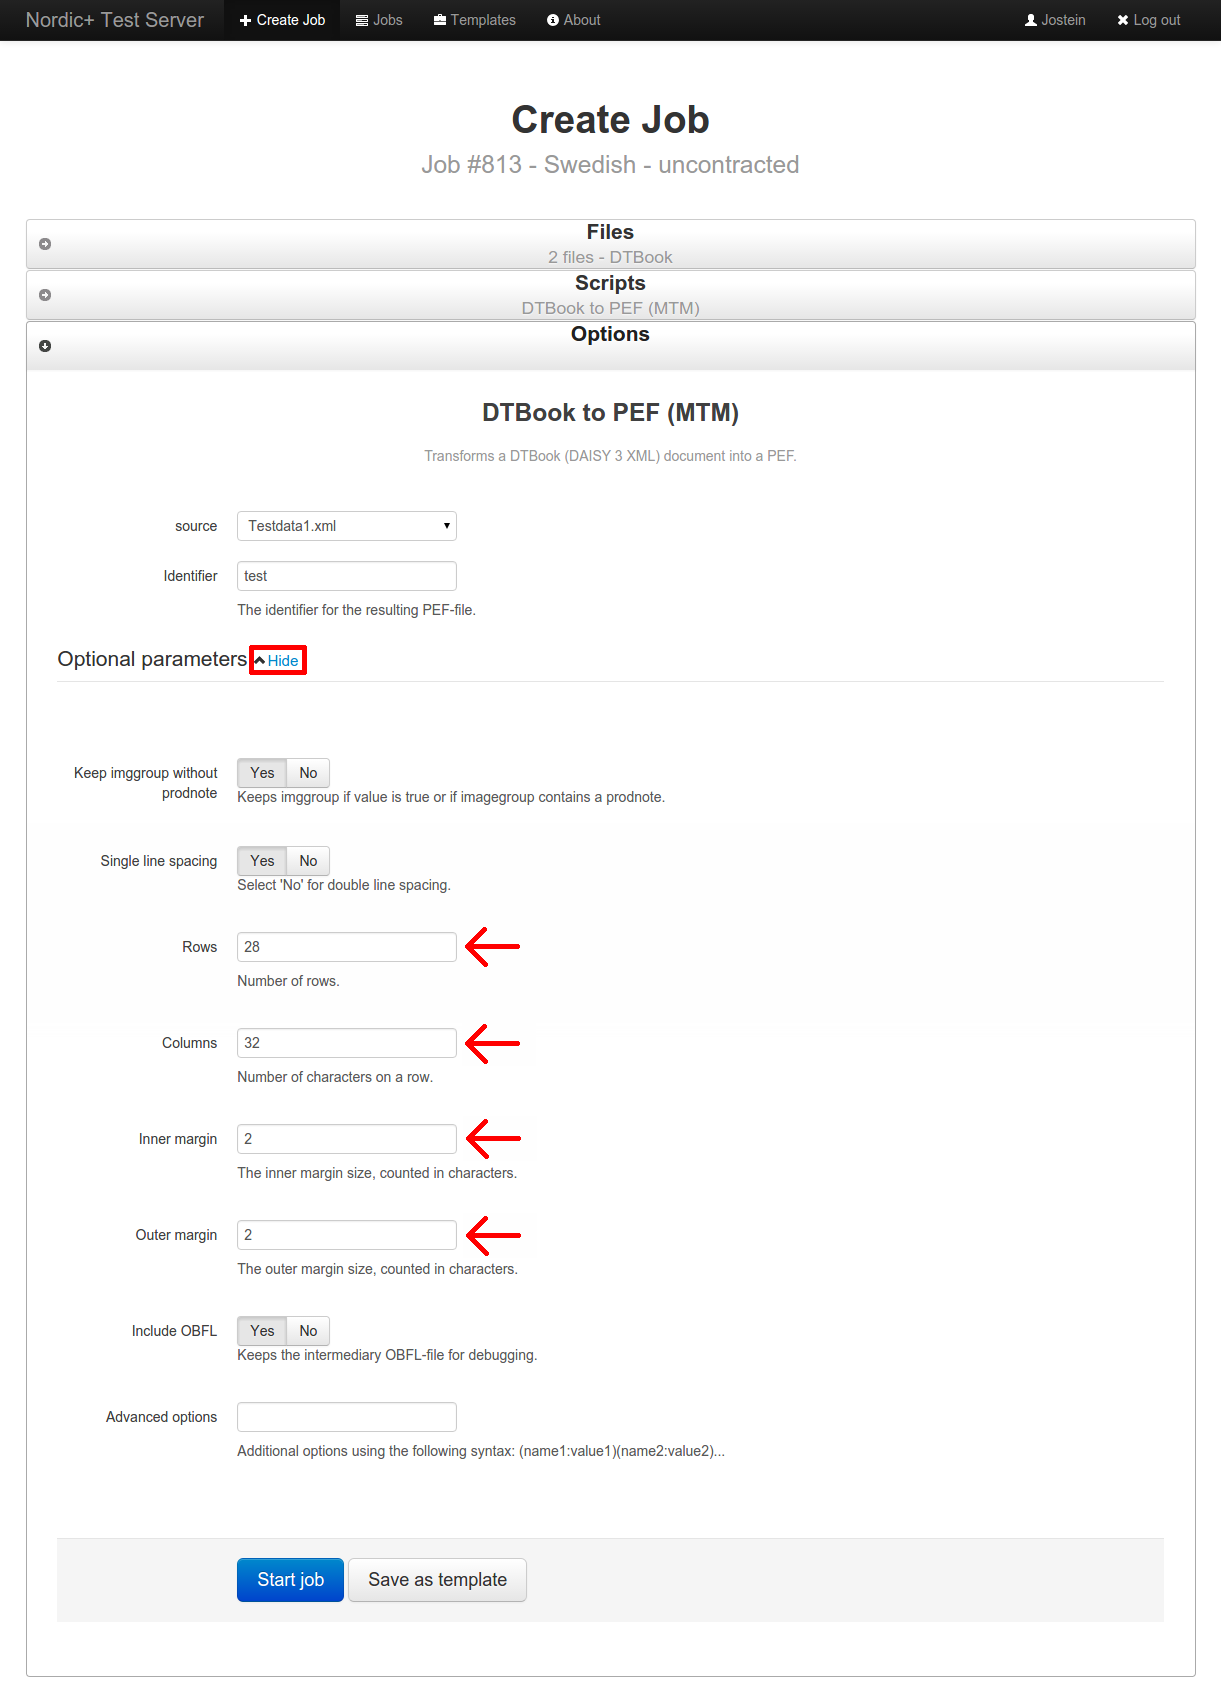 Nordic+ Test Server Create Job Jobs Templates About Jostein Log out
Create Job
Job #813 - Swedish - uncontracted
Files
2 files - DTBook
Scripts
DTBook to PEF (MTM)
Options
DTBook to PEF (MTM)
Transforms a DTBook (DAISY 3 XML) document into a PEF.
source Testdata1.xml
Identifier test
The identifier for the resulting PEF-file.
Optional parameters Hide
Keep imggroup without
prodnote
Yes No
Keeps imggroup if value is true or if imagegroup contains a prodnote.
Single line spacing Yes No
Select 'No' for double line spacing.
Rows 28
Number of rows.
Columns 32
Number of characters on a row.
Inner margin 2
The inner margin size, counted in characters.
Outer margin 2
The outer margin size, counted in characters.
Include OBFL Yes No
Keeps the intermediary OBFL-file for debugging.
Advanced options
Additional options using the following syntax: (name1:value1)(name2:value2)...
Start job Save as template